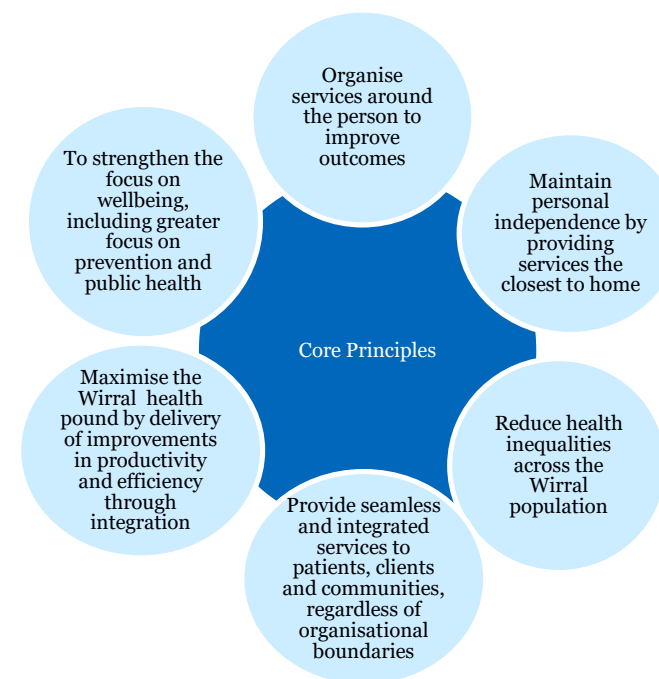 Organise
services around
the person to
improve
outcomes
Maintain
personal
independence by
providing
services the
closest to home
Reduce health
inequalities
across the
Wirral
population
Provide seamless
and integrated
services to
patients, clients
and communities,
regardless of
organisational
boundaries
Maximise the
Wirral  health
pound by delivery
of improvements
in productivity
and efficiency
through
integration
To strengthen the
focus on
wellbeing,
including greater
focus on
prevention and
public health
Core Principles